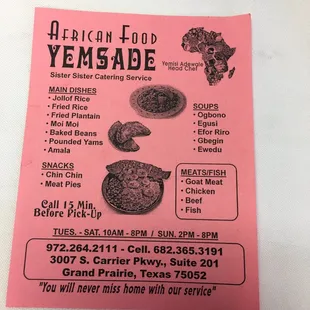 AFRICAN FOOD
YEMSADE
Sister Sister Catering Service
Yemisi Adewale
Head Chef
MAIN DISHES
• Jollof Rice
• Fried Rice
• Fried Plantain
• Moi Moi
• Baked Beans
• Pounded Yams
• Amala
SOUPS
• Ogbono
• Egusi
• Efor Riro
• Gbegin
• Ewedu
SNACKS
• Chin Chin
• Meat Pies
MEATS/FISH
• Goat Meat
• Chicken
• Beef
• Fish
Call 15 Min.
Before Pick-Up
TUES. - SAT. 10AM - 8PM / SUN. 2PM - 8PM
972.264.2111 - Cell. 682.365.3191
3007 S. Carrier Pkwy., Suite 201
Grand Prairie, Texas 75052
"You will never miss home with our service"